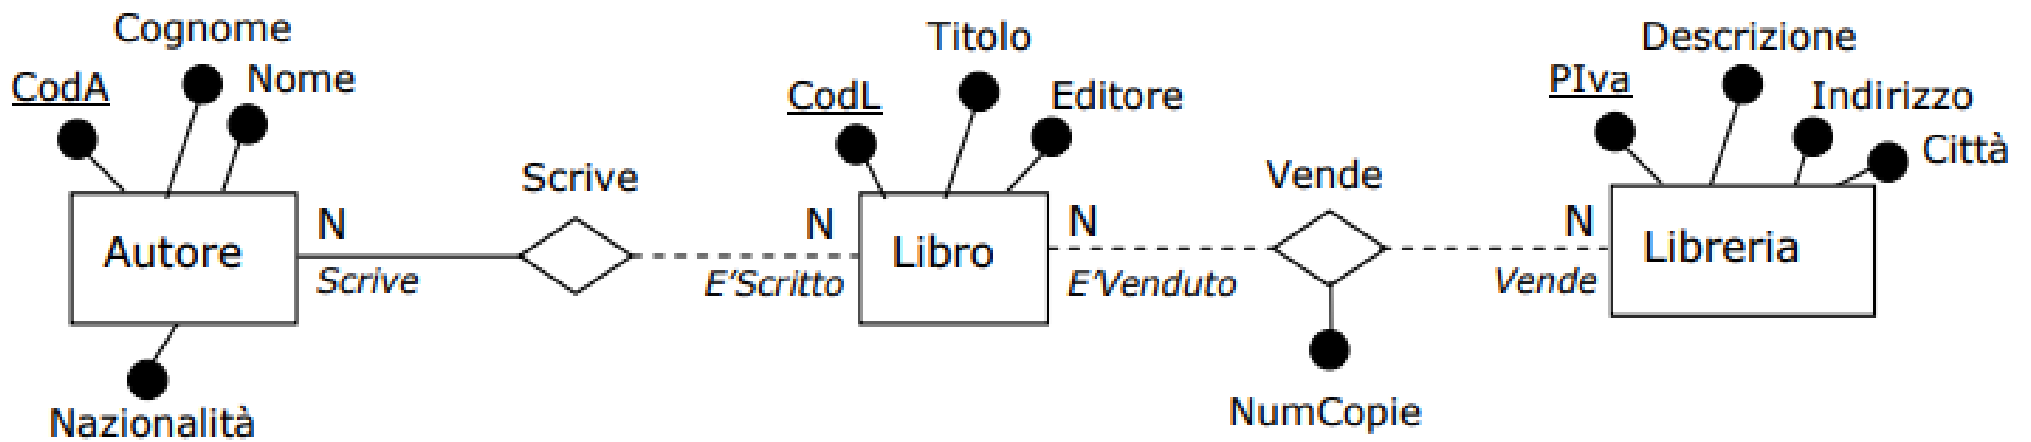 Cognome
CodA
Nome
Autore
Nazionalità
N
Scrive
Scrive
N
E'Scritto
Titolo
CodL
Editore
Libro
N
E'Venduto
Vende
NumCopie
N
Vende
Descrizione
PIva
Indirizzo
Città
Libreria